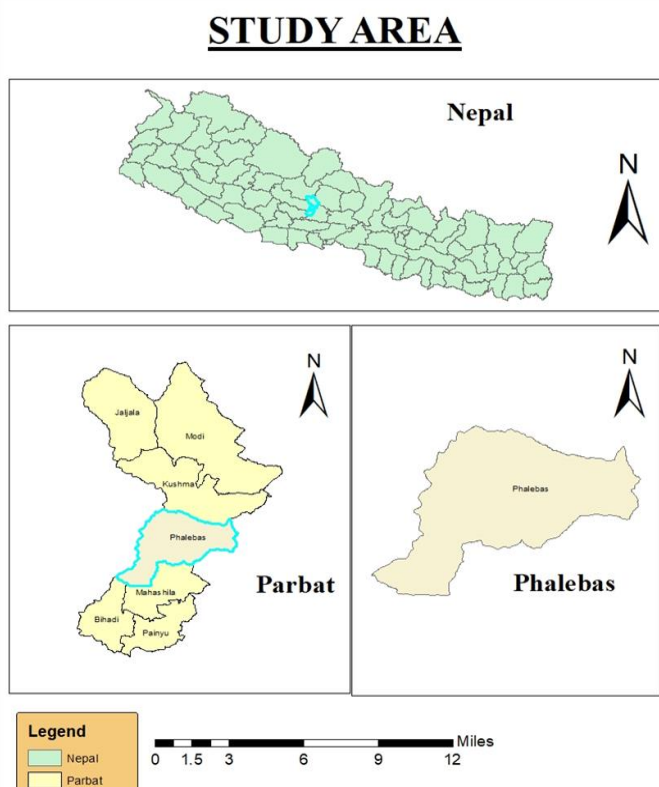 STUDY AREA
Nepal
N
N
Jaljala
Modi
Kushma
Phalebas
Mahashila
Bihadi
Painyu
Parbat
N
Phalebas
Phalebas
Legend
Nepal
Parbat
Miles
0 1.5 3 6 9 12